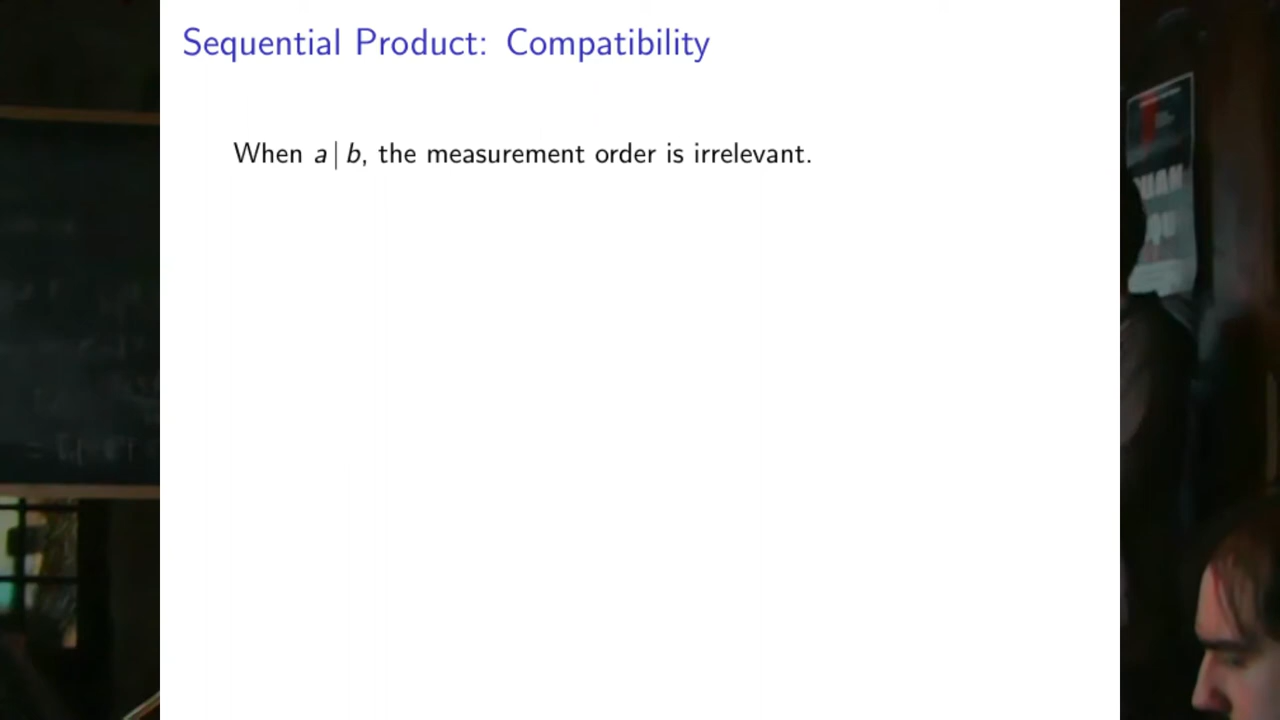 Sequential Product: Compatibility
When a | b, the measurement order is irrelevant.